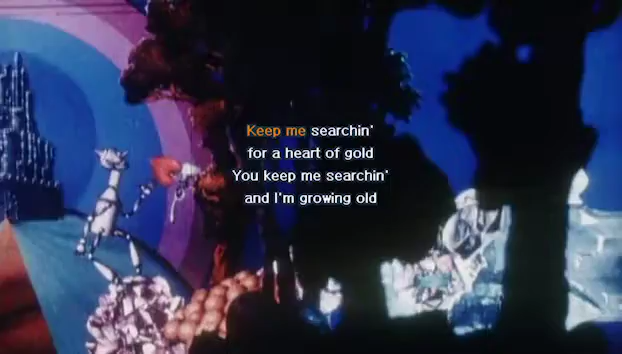 Keep me searchin'
for a heart of gold
You keep me searchin'
and I'm growing old